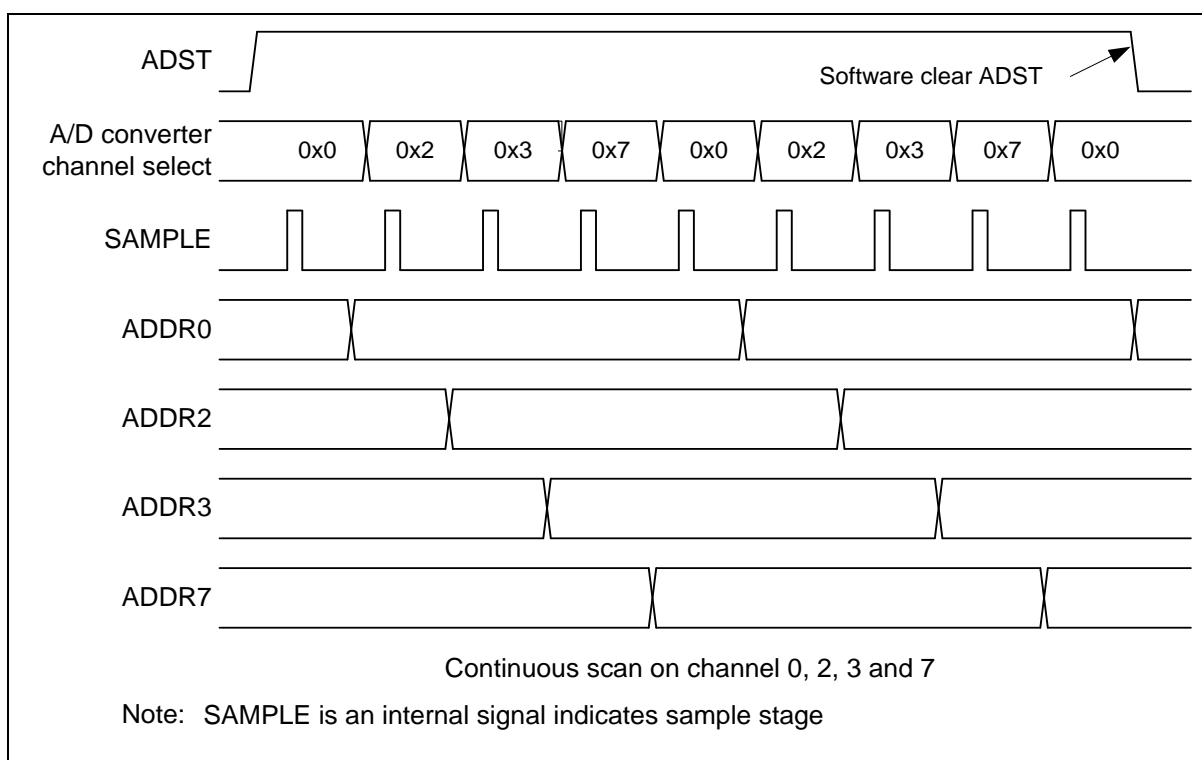 ADST
Software clear ADST
A/D converter
channel select
0x0 0x2 0x3 0x7 0x0 0x2 0x3 0x7 0x0
SAMPLE
ADDR0
ADDR2
ADDR3
ADDR7
Continuous scan on channel 0, 2, 3 and 7
Note: SAMPLE is an internal signal indicates sample stage